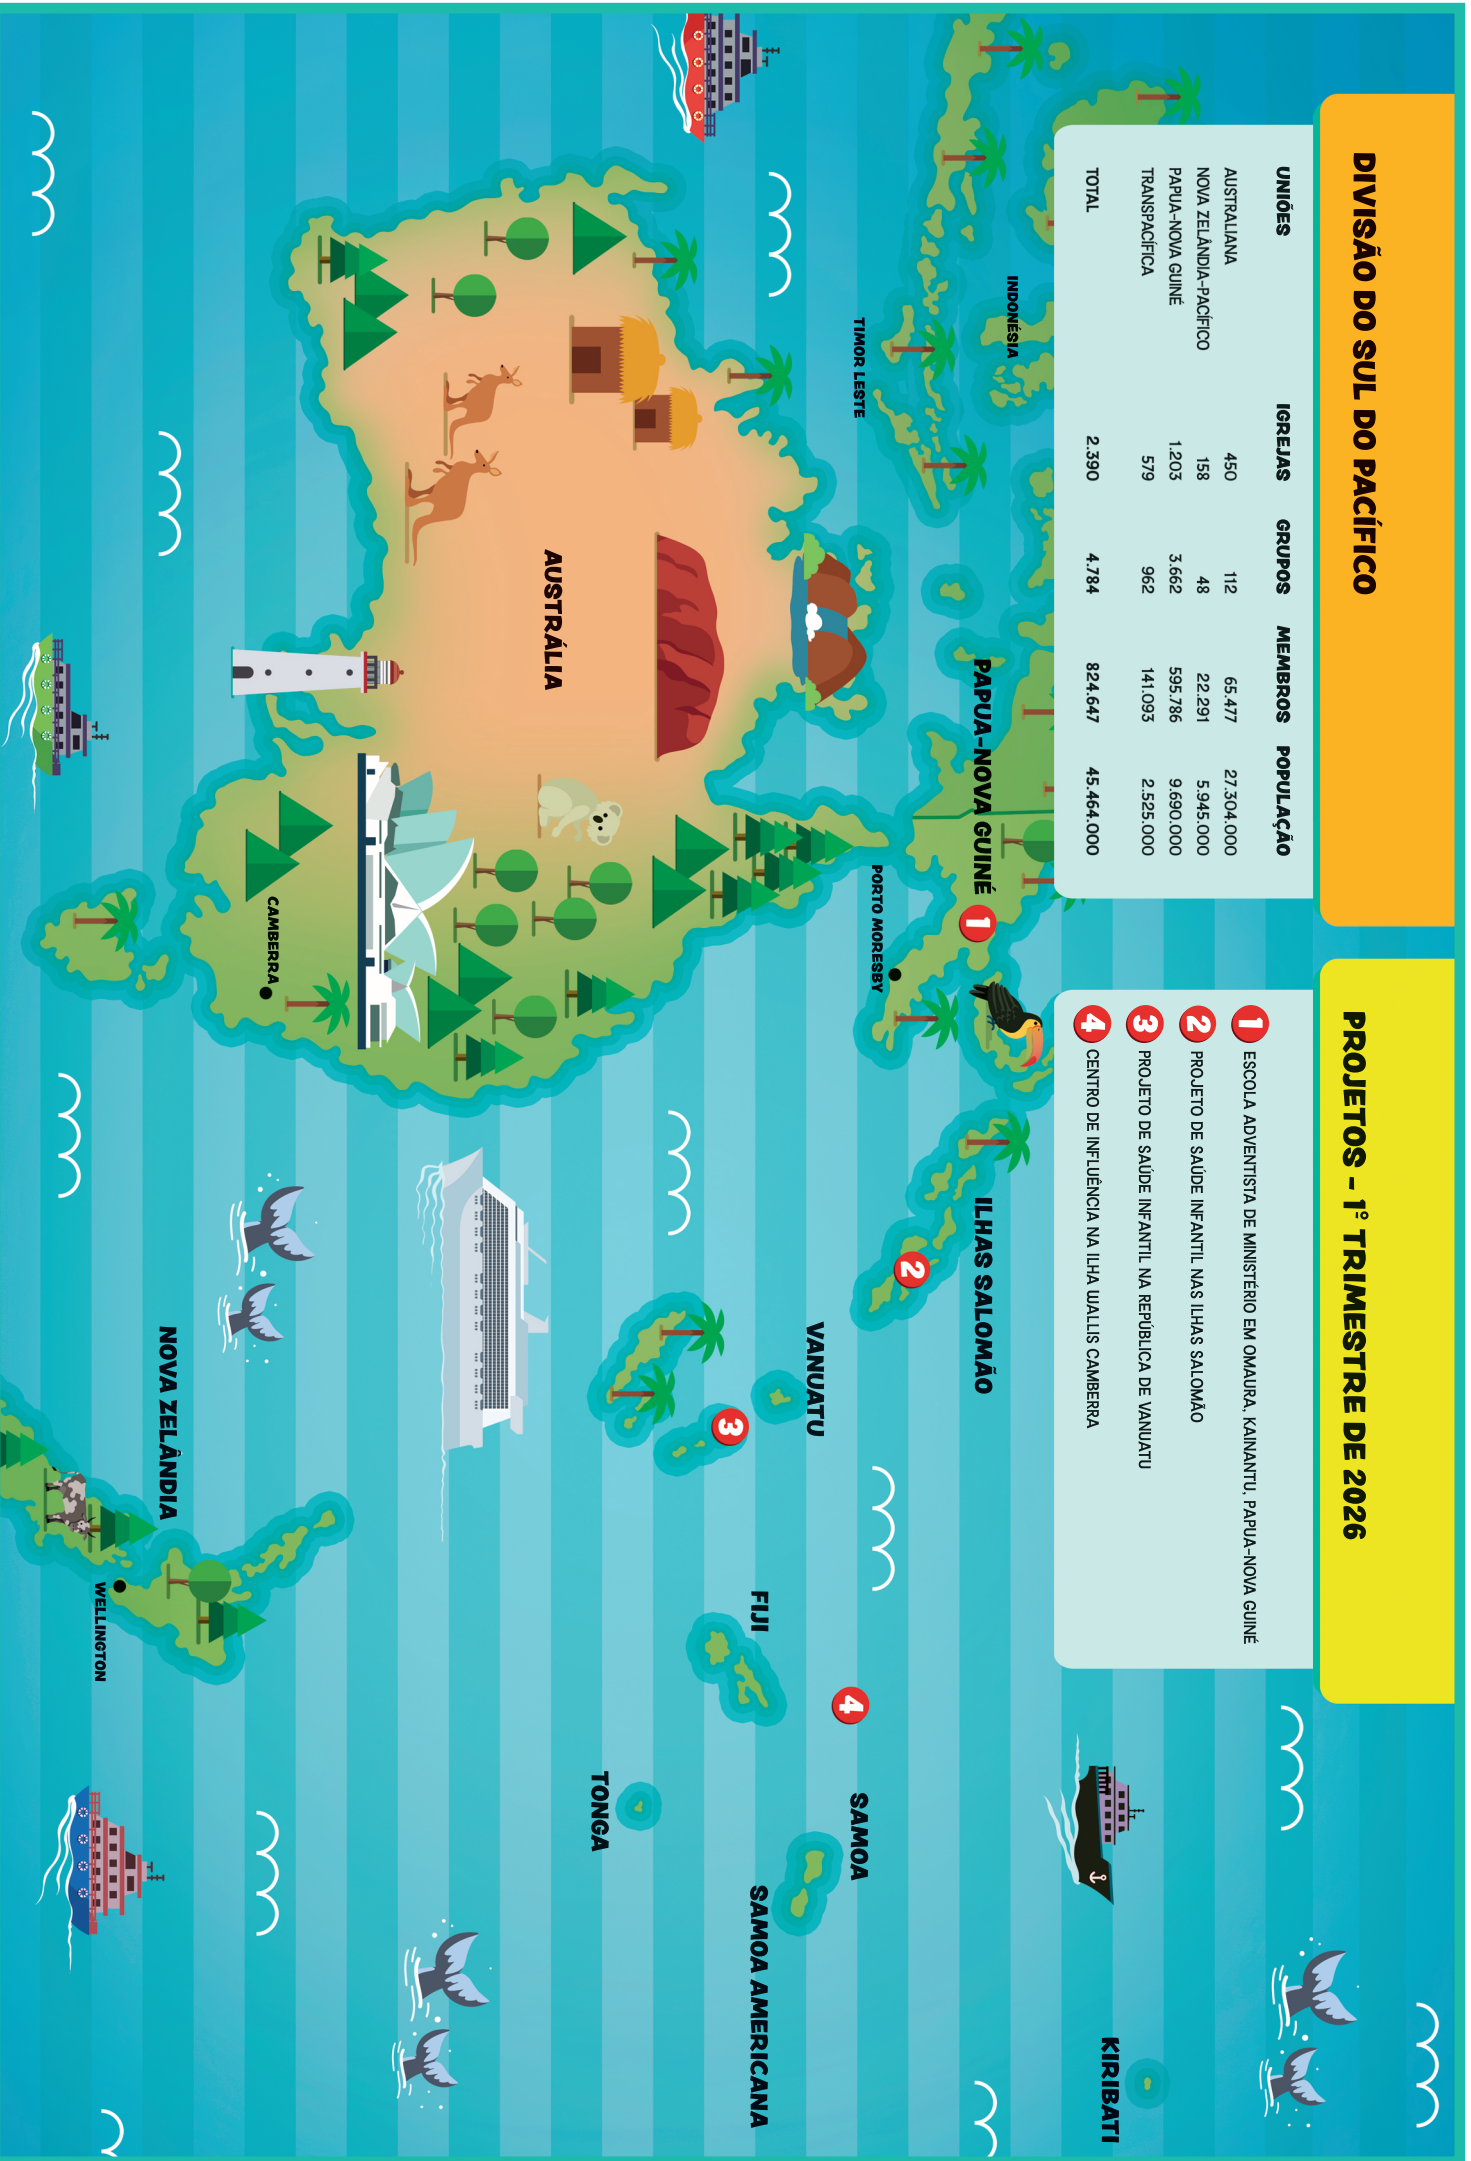 DIVISÃO DO SUL DO PACÍFICO
UNIÕES IGREJAS GRUPOS MEMBROS POPULAÇÃO
AUSTRALIANA 450 112 65.477 27.304.000
NOVA ZELÂNDIA-PACÍFICO 158 48 22.291 5.945.000
PAPUA-NOVA GUINÉ 1.203 3.662 595.786 9.690.000
TRANSPACÍFICA 579 962 141.093 2.525.000
TOTAL 2.390 4.784 824.647 45.464.000
PROJETOS - 1° TRIMESTRE DE 2026
1 ESCOLA ADVENTISTA DE MINISTÉRIO EM OMAURA, KAINANTU, PAPUA-NOVA GUINÉ
2 PROJETO DE SAÚDE INFANTIL NAS ILHAS SALOMÃO
3 PROJETO DE SAÚDE INFANTIL NA REPÚBLICA DE VANUATU
4 CENTRO DE INFLUÊNCIA NA ILHA WALLIS CAMBERRA
KIRIBATI
INDONÉSIA
PAPUA-NOVA GUINÉ
1
ILHAS SALOMÃO
2
TIMOR LESTE
PORTO MORESBY
SAMOA
4
VANUATU
3
FIJI
SAMOA AMERICANA
TONGA
AUSTRÁLIA
CAMBERRA
NOVA ZELÂNDIA
WELLINGTON